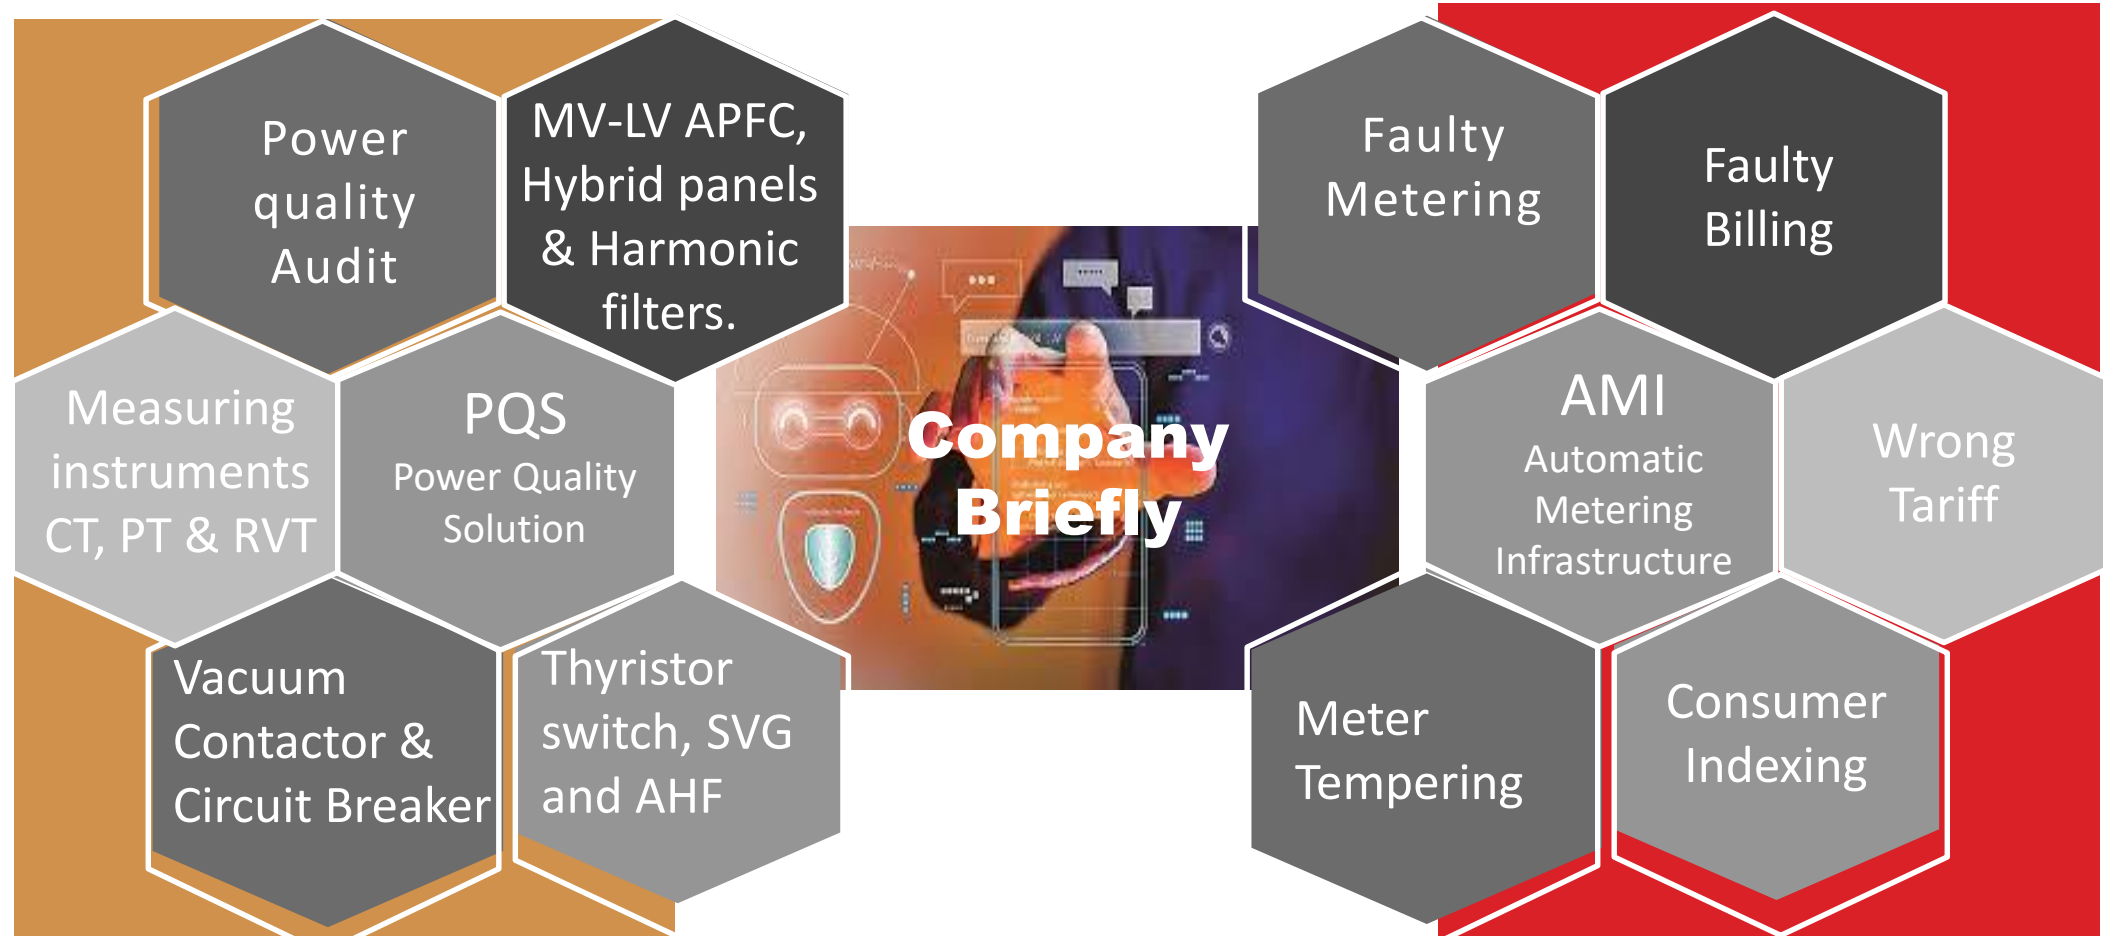 Power
quality
Audit
MV-LV APFC,
Hybrid panels
& Harmonic
filters.
Measuring
instruments
CT, PT & RVT
PQS
Power Quality
Solution
Vacuum
Contactor &
Circuit Breaker
Thyristor
switch, SVG
and AHF
Company
Briefly
Faulty
Metering
Faulty
Billing
AMI
Automatic
Metering
Infrastructure
Wrong
Tariff
Meter
Tempering
Consumer
Indexing